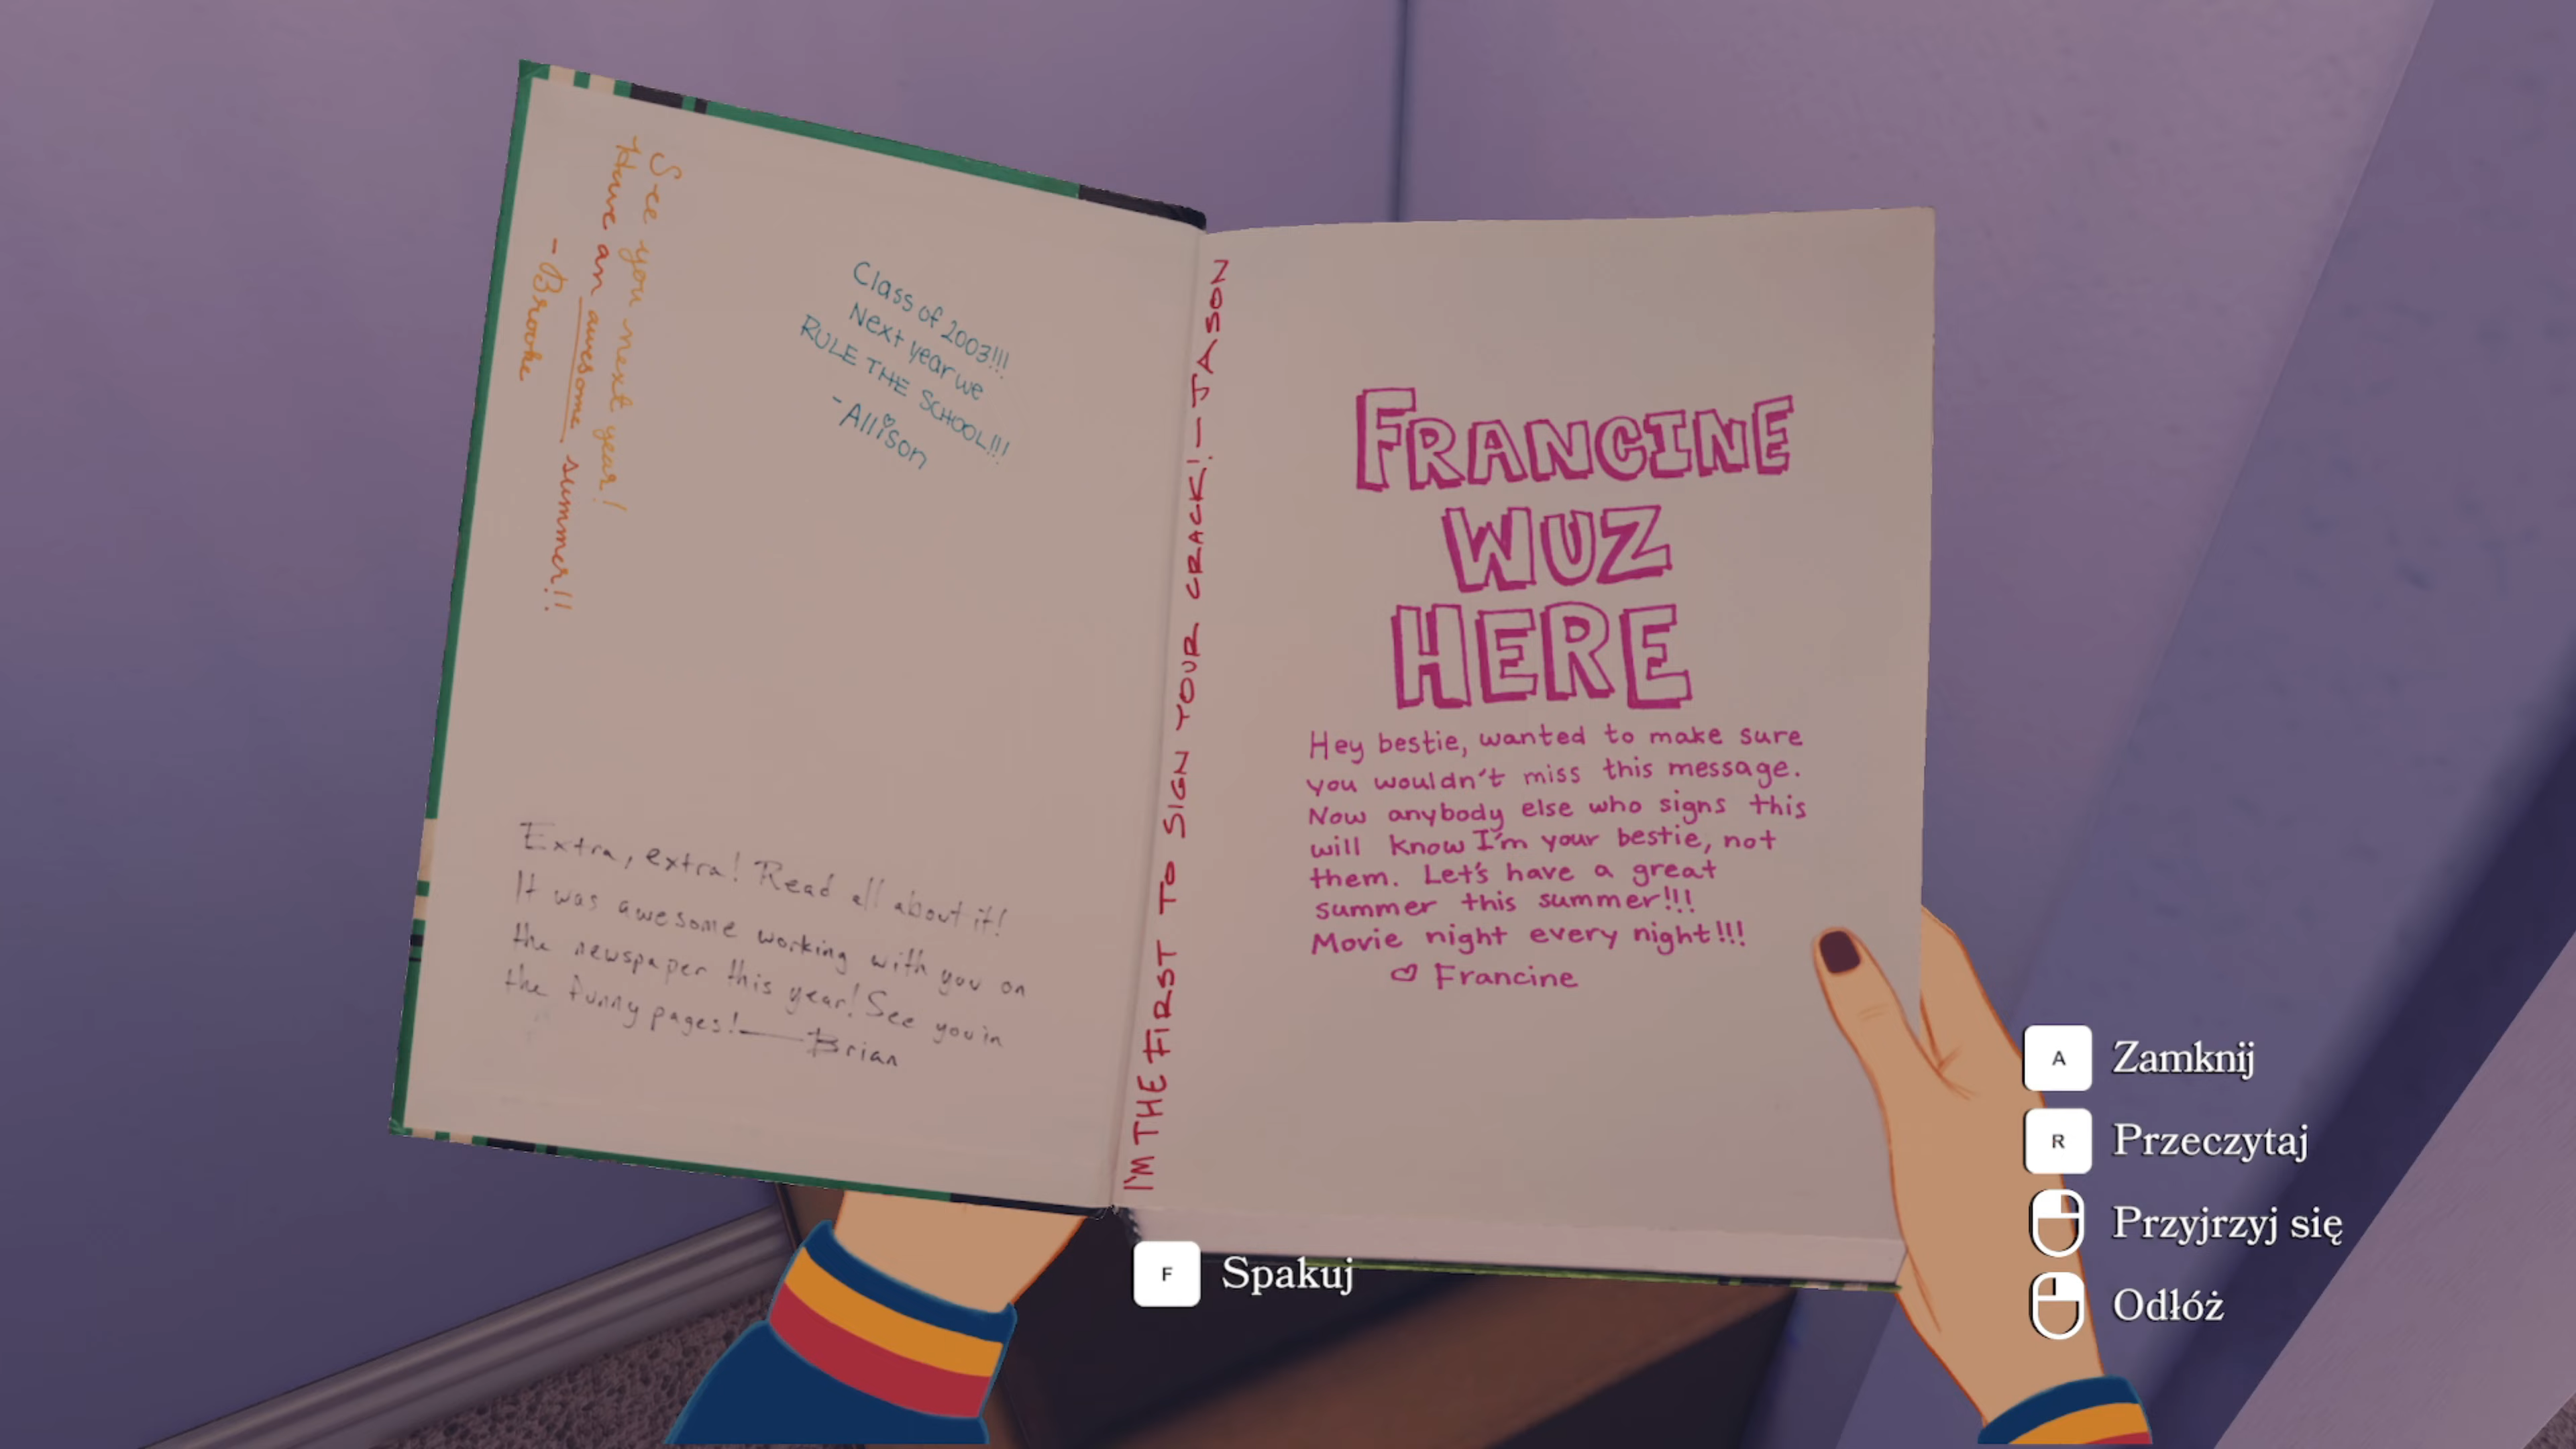 See you next year!
Have an awesome summer!!
- Brooke
Class of 2003!!!
Next year we
RULE THE SCHOOL!!!
-Allison
Extra, extra! Read all about it!
It was awesome working with you on
the newspaper this year! See you in
the funny pages!—Brian
I'M THE FIRST TO SIGN YOUR CRACK! — JASON
FRANCINE
WUZ
HERE
Hey bestie, wanted to make sure
you wouldn't miss this message.
Now anybody else who signs this
will know I'm your bestie, not
them. Let's have a great
summer this summer!!!
Movie night every night!!!
♡ Francine
A Zamknij
R Przeczytaj
Przyjrzyj się
Odłóż
F Spakuj